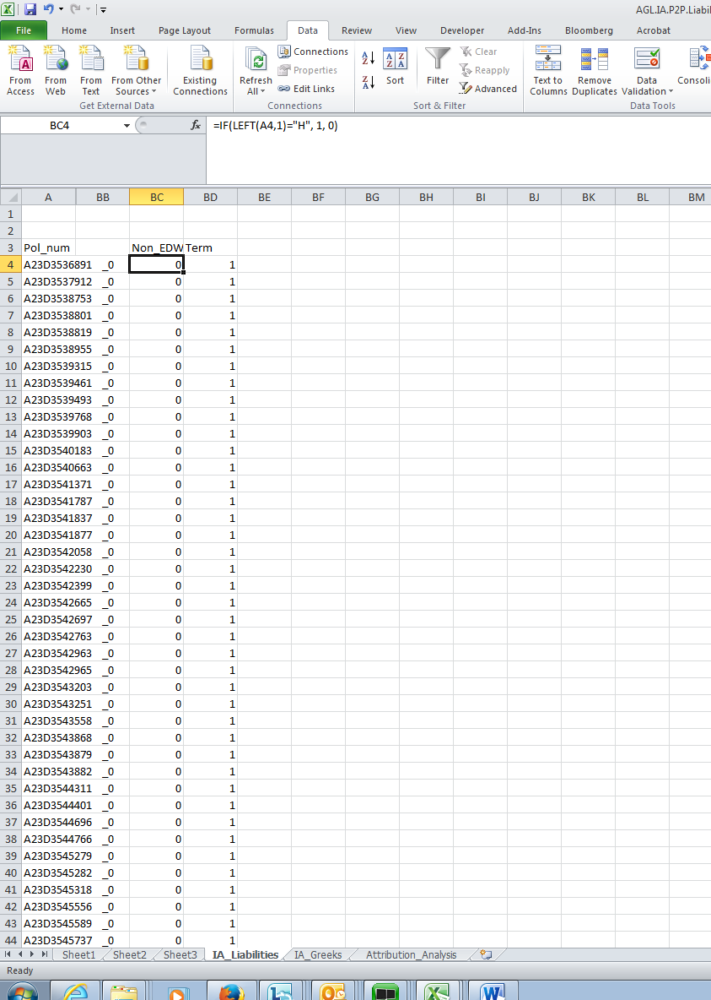 AGL.IA.P2P.Liabil
File Home Insert Page Layout Formulas Data Review View Developer Add-Ins Bloomberg Acrobat
From Access From Web From Text From Other Sources Existing Connections Refresh All Connections Properties Edit Links Sort Filter Clear Reapply Advanced Text to Columns Remove Duplicates Data Validation Consoli
Get External Data Connections Sort & Filter Data Tools
BC4 fx =IF(LEFT(A4,1)="H", 1, 0)
A BB BC BD BE BF BG BH BI BJ BK BL BM
1
2
3 Pol_num Non_EDW Term
4 A23D3536891 _0 0 1
5 A23D3537912 _0 0 1
6 A23D3538753 _0 0 1
7 A23D3538801 _0 0 1
8 A23D3538819 _0 0 1
9 A23D3538955 _0 0 1
10 A23D3539315 _0 0 1
11 A23D3539461 _0 0 1
12 A23D3539493 _0 0 1
13 A23D3539768 _0 0 1
14 A23D3539903 _0 0 1
15 A23D3540183 _0 0 1
16 A23D3540663 _0 0 1
17 A23D3541371 _0 0 1
18 A23D3541787 _0 0 1
19 A23D3541837 _0 0 1
20 A23D3541877 _0 0 1
21 A23D3542058 _0 0 1
22 A23D3542230 _0 0 1
23 A23D3542399 _0 0 1
24 A23D3542665 _0 0 1
25 A23D3542697 _0 0 1
26 A23D3542763 _0 0 1
27 A23D3542963 _0 0 1
28 A23D3542965 _0 0 1
29 A23D3543203 _0 0 1
30 A23D3543251 _0 0 1
31 A23D3543558 _0 0 1
32 A23D3543868 _0 0 1
33 A23D3543879 _0 0 1
34 A23D3543882 _0 0 1
35 A23D3544311 _0 0 1
36 A23D3544401 _0 0 1
37 A23D3544696 _0 0 1
38 A23D3544766 _0 0 1
39 A23D3545279 _0 0 1
40 A23D3545282 _0 0 1
41 A23D3545318 _0 0 1
42 A23D3545556 _0 0 1
43 A23D3545589 _0 0 1
44 A23D3545737 _0 0 1
Sheet1 Sheet2 Sheet3 IA_Liabilities IA_Greeks Attribution_Analysis
Ready